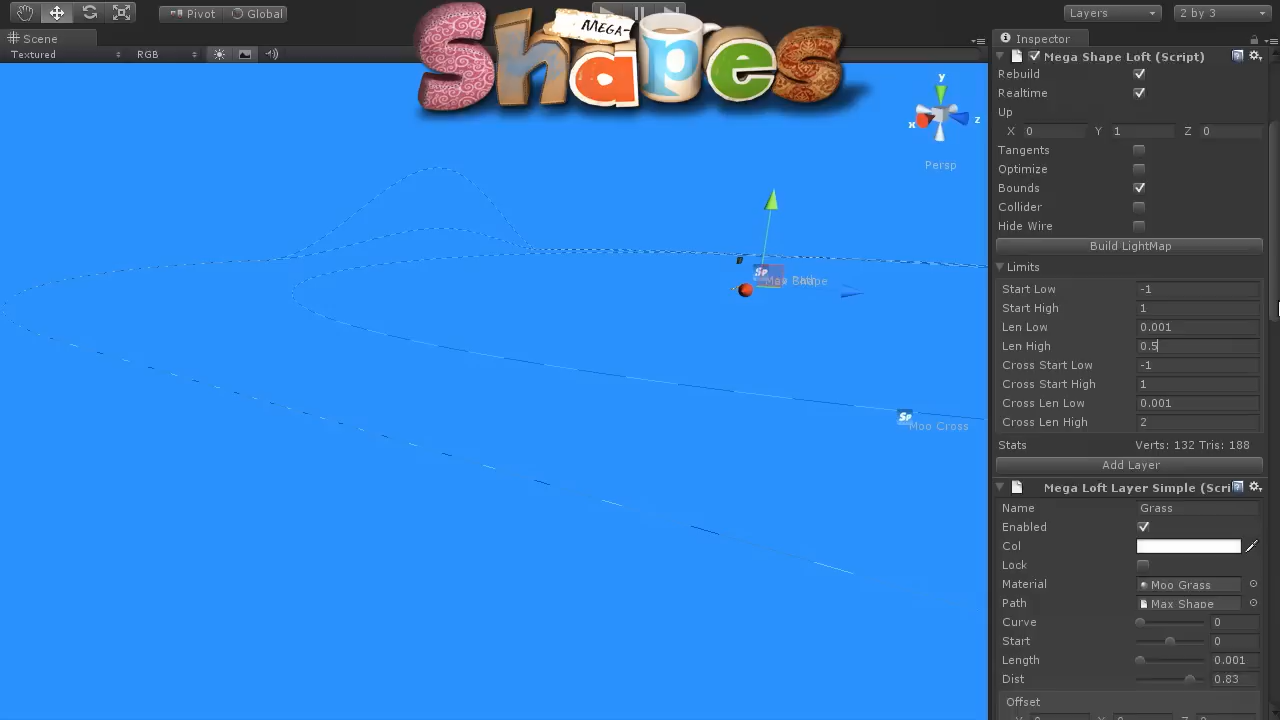 Pivot Global
Layers 2 by 3
MEGA-
Shapes
Scene
Textured RGB
y
x z
Persp
Sp
Max Shape
Sp
Moo Cross
Inspector
Mega Shape Loft (Script)
Rebuild
Realtime
Up
X 0 Y 1 Z 0
Tangents
Optimize
Bounds
Collider
Hide Wire
Build LightMap
Limits
Start Low -1
Start High 1
Len Low 0.001
Len High 0.5
Cross Start Low -1
Cross Start High 1
Cross Len Low 0.001
Cross Len High 2
Stats Verts: 132 Tris: 188
Add Layer
Mega Loft Layer Simple (Scri
Name Grass
Enabled
Col
Lock
Material Moo Grass
Path Max Shape
Curve 0
Start 0
Length 0.001
Dist 0.83
Offset